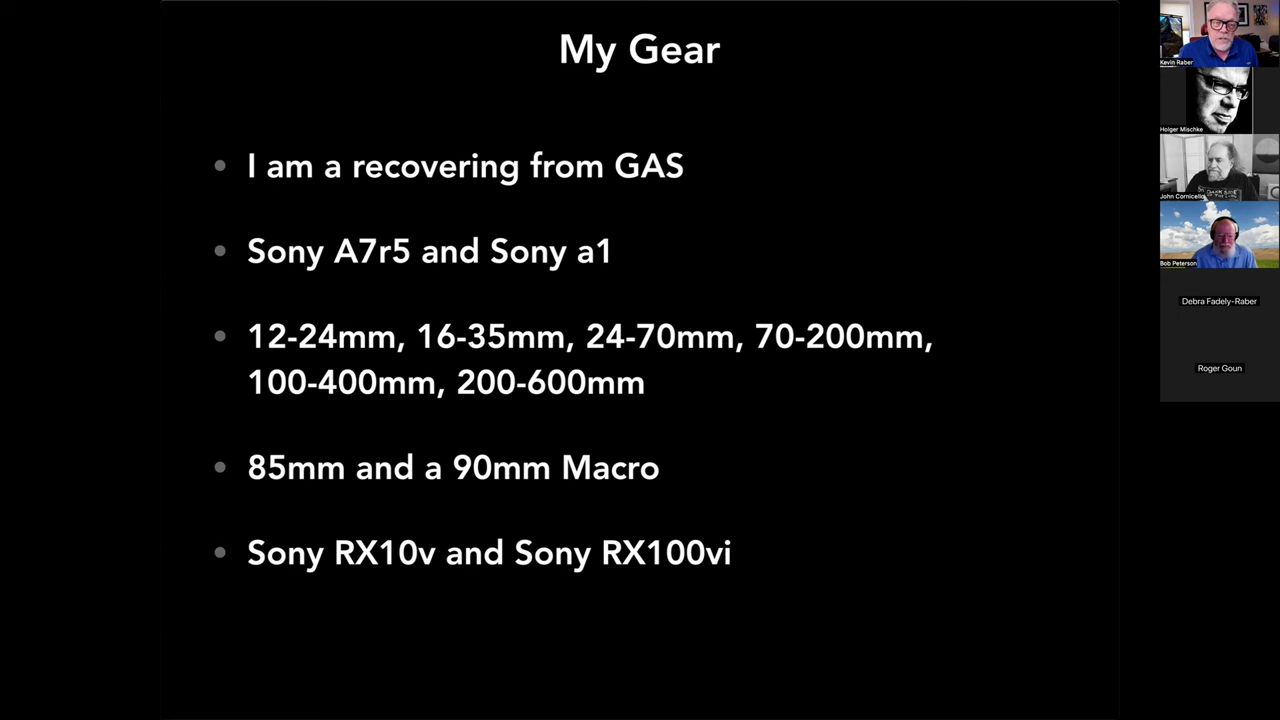 My Gear
• I am a recovering from GAS
• Sony A7r5 and Sony a1
• 12-24mm, 16-35mm, 24-70mm, 70-200mm,
100-400mm, 200-600mm
• 85mm and a 90mm Macro
• Sony RX10v and Sony RX100vi
Kevin Raber
Holger Mischke
John Cornicello
Bob Peterson
Debra Fadely-Raber
Roger Goun